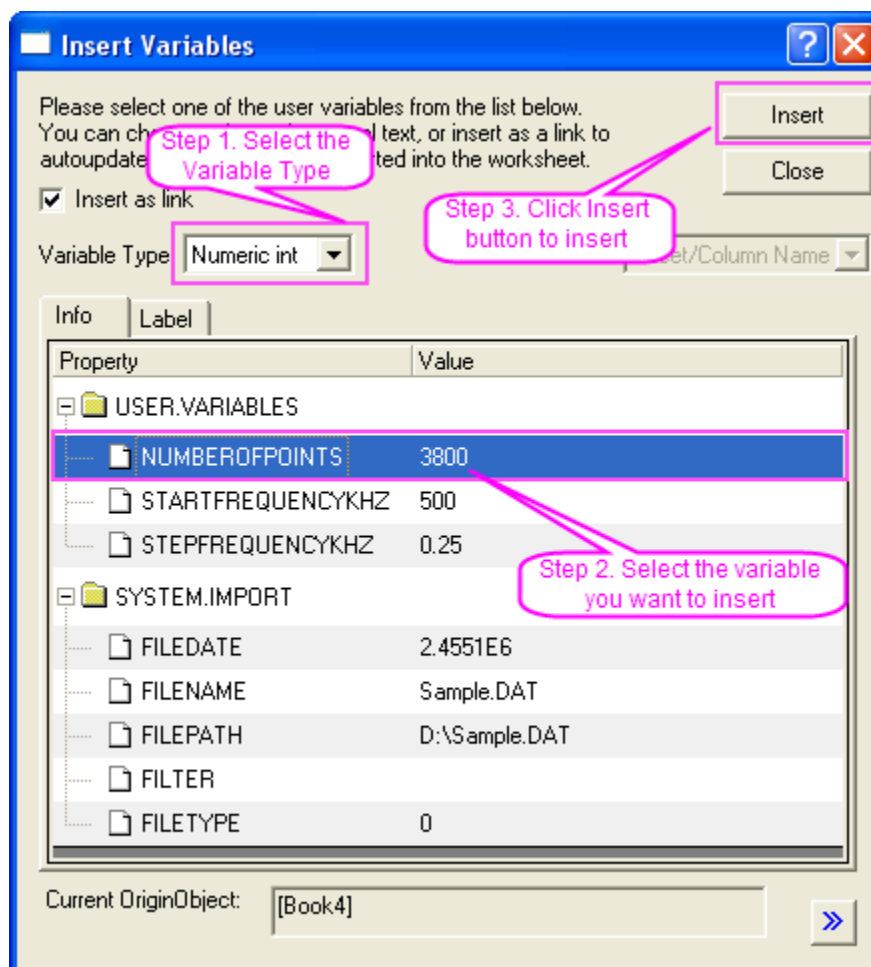 Insert Variables
Please select one of the user variables from the list below.
You can ch text, or insert as a link to
autoupdate ted into the worksheet.
Insert
Close
Step 1. Select the
Variable Type
Insert as link
Step 3. Click Insert
button to insert
Variable Type
Numeric int
et/Column Name
Info
Label
Property Value
USER.VARIABLES
NUMBEROFPOINTS 3800
STARTFREQUENCYKHZ 500
STEPFREQUENCYKHZ 0.25
Step 2. Select the variable
you want to insert
SYSTEM.IMPORT
FILEDATE 2.4551E6
FILENAME Sample.DAT
FILEPATH D:\Sample.DAT
FILTER
FILETYPE 0
Current OriginObject: [Book4]